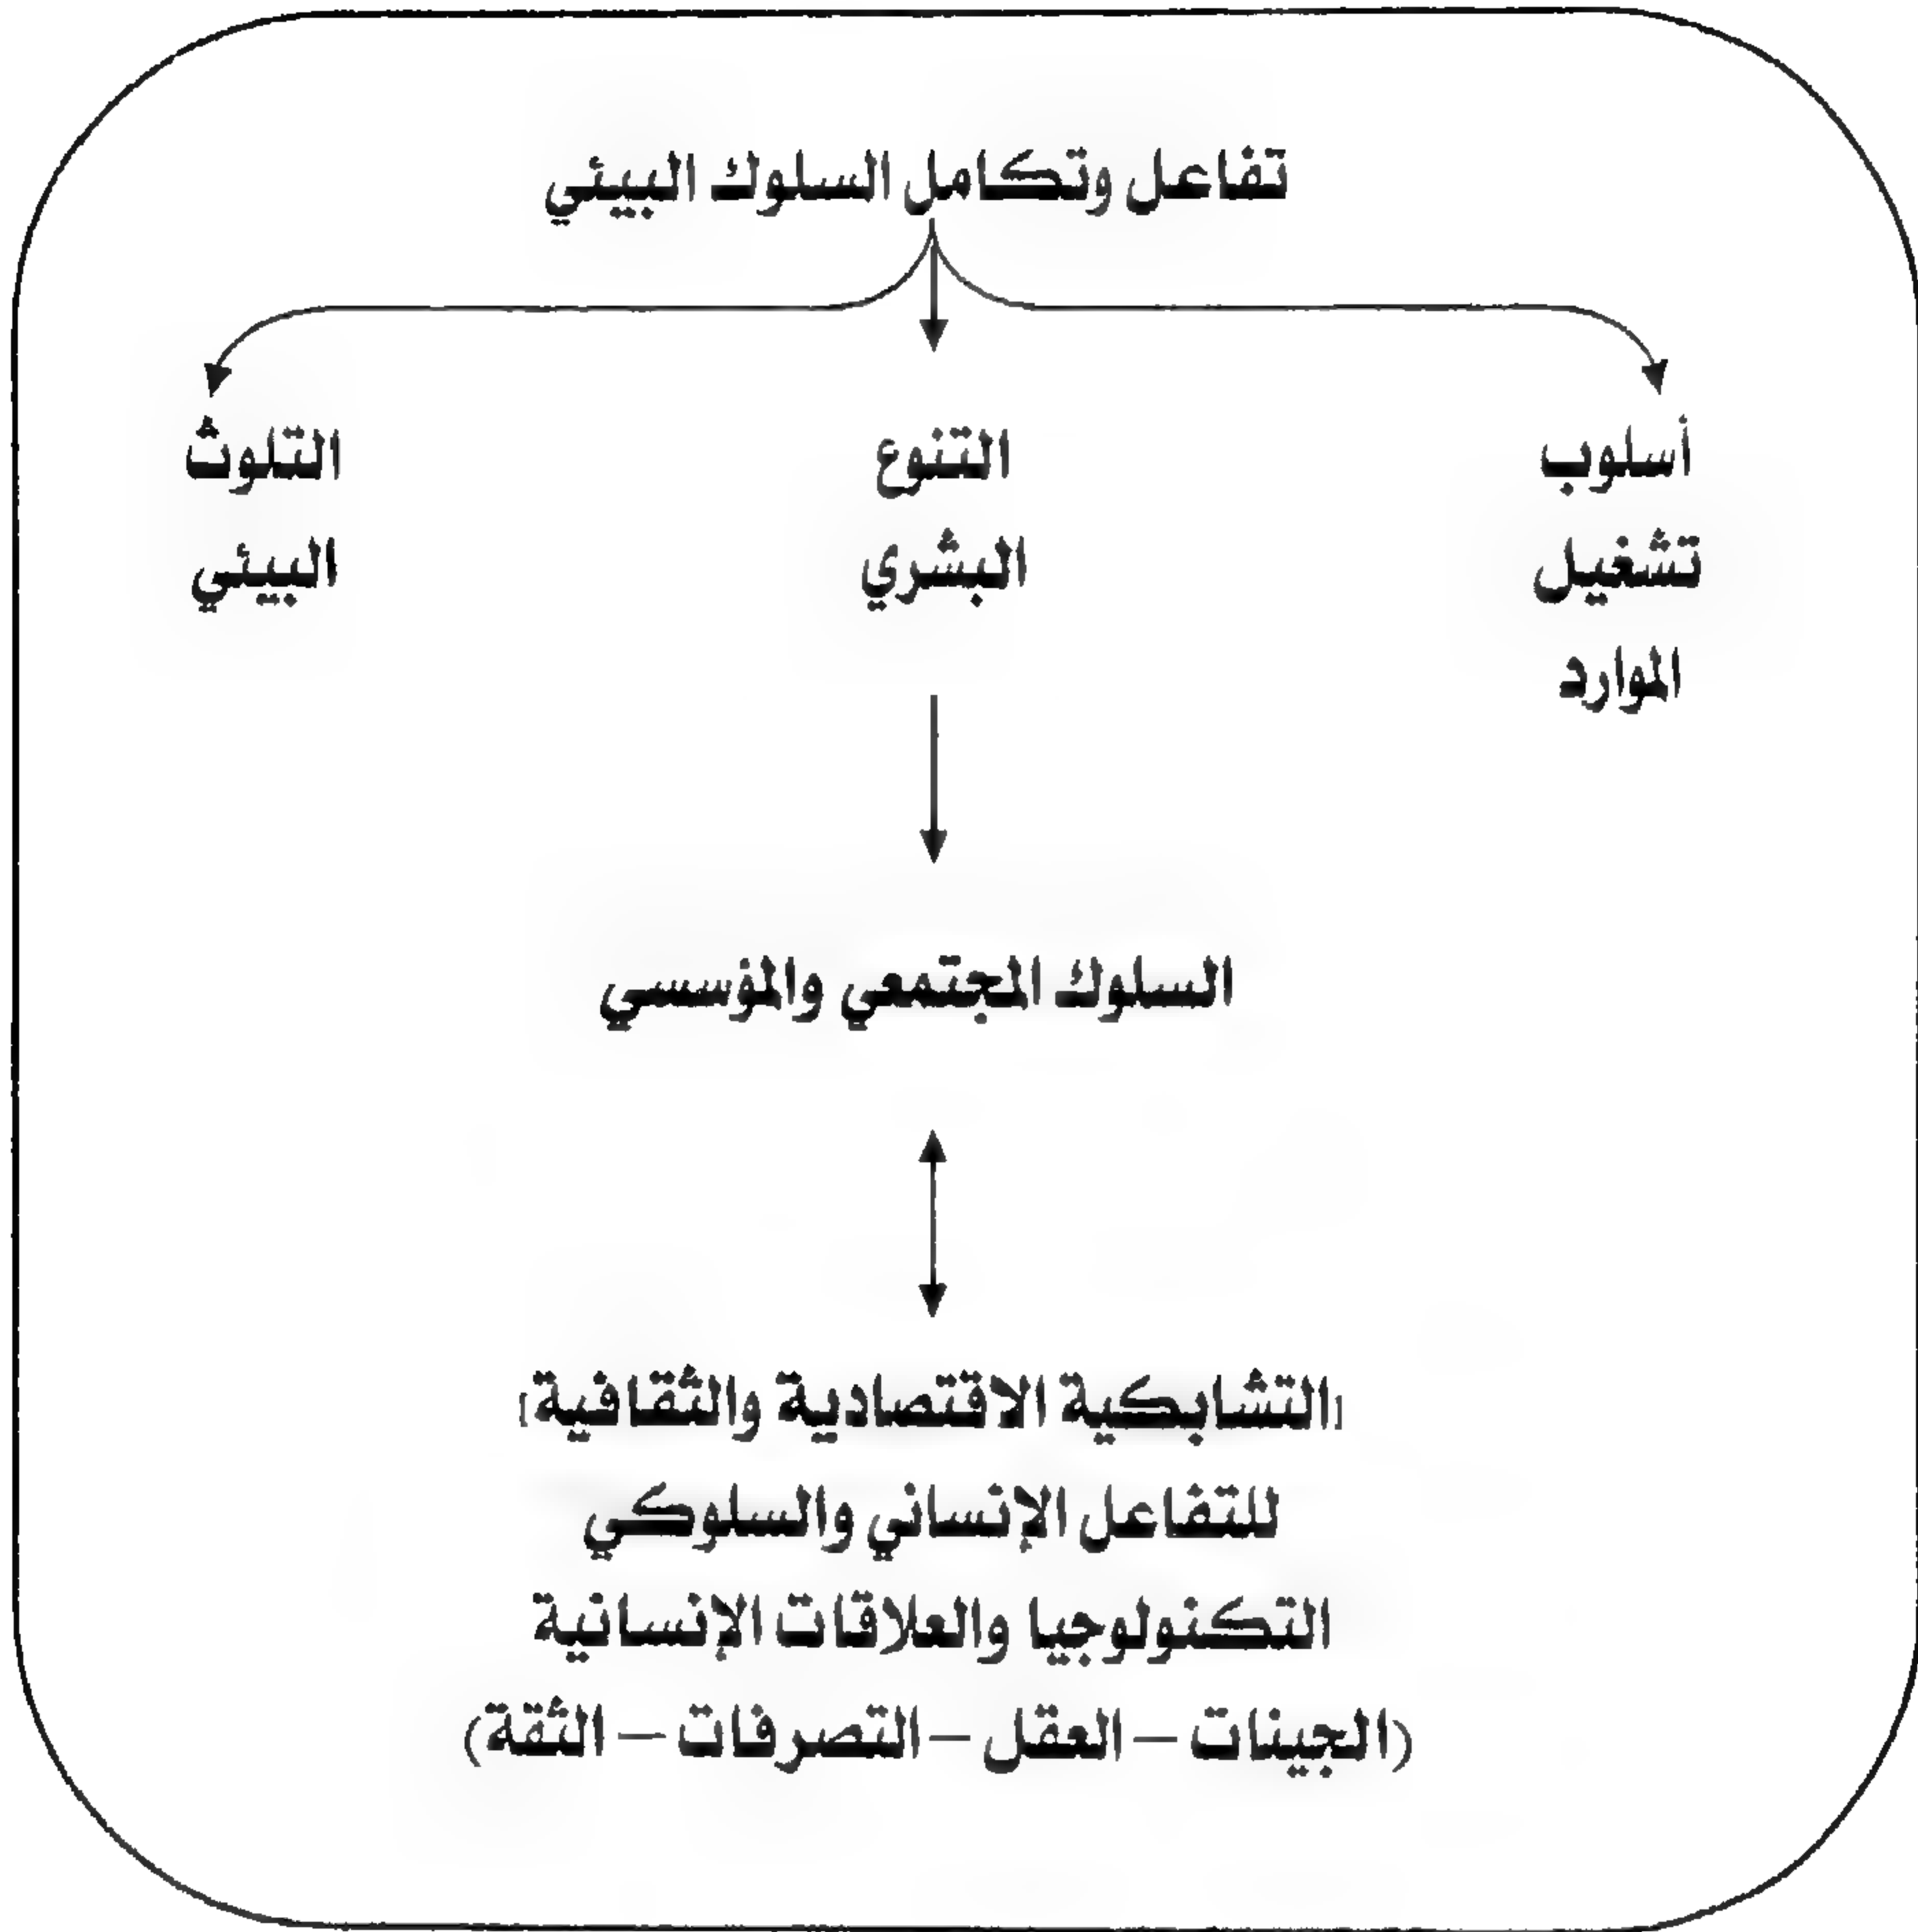 تفاعل وتكامل السلوك البيئي
أسلوب
تشغيل
الموارد
التنوع
البشري
التلوث
البيئي
السلوك المجتمعي والمؤسسي
[التشابكية الاقتصادية والثقافية]
للتفاعل الإنساني والسلوكي
التكنولوجيا والعلاقات الإنسانية
(الجينات – العقل – التصرفات – الثقة)